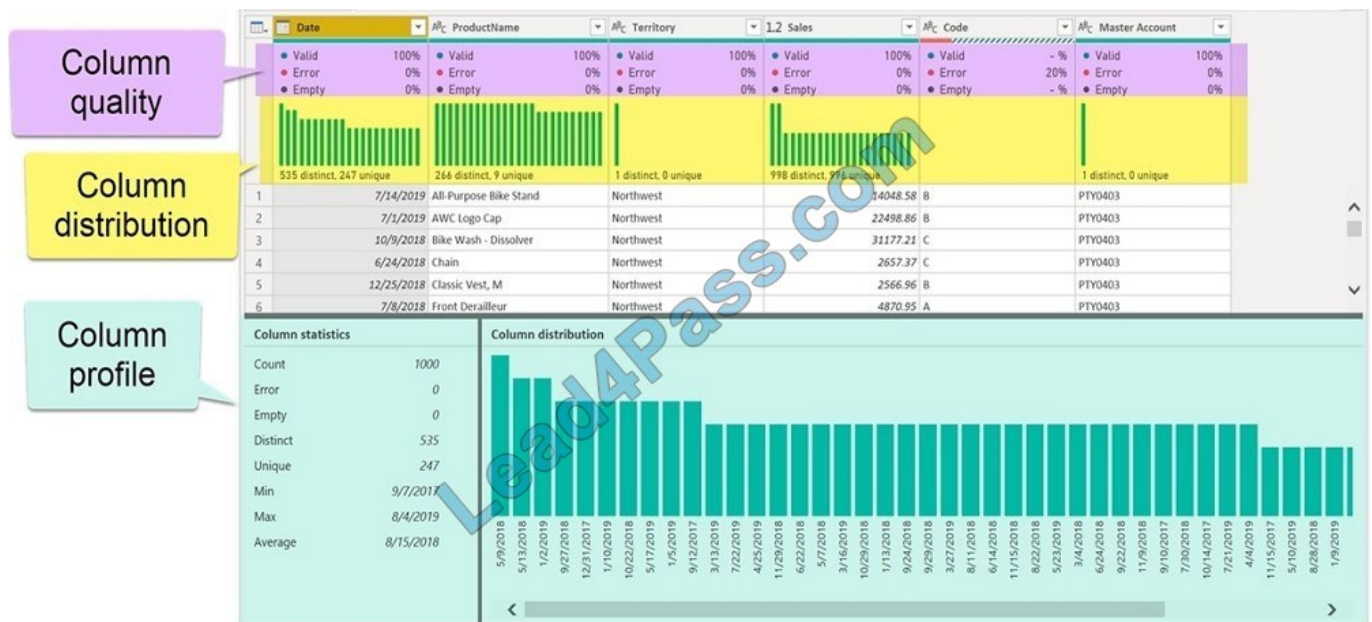 Column quality
Column distribution
Column profile
Date ABC ProductName ABC Territory 1.2 Sales ABC Code ABC Master Account
Valid 100% Valid 100% Valid 100% Valid 100% Valid - % Valid 100%
Error 0% Error 0% Error 0% Error 0% Error 20% Error 0%
Empty 0% Empty 0% Empty 0% Empty 0% Empty - % Empty 0%
535 distinct, 247 unique 266 distinct, 9 unique 1 distinct, 0 unique 998 distinct, 996 unique 1 distinct, 0 unique
1 7/14/2019 All-Purpose Bike Stand Northwest 14048.58 B PTY0403
2 7/1/2019 AWC Logo Cap Northwest 22498.86 B PTY0403
3 10/9/2018 Bike Wash - Dissolver Northwest 31177.21 C PTY0403
4 6/24/2018 Chain Northwest 2657.37 C PTY0403
5 12/25/2018 Classic Vest, M Northwest 2566.96 B PTY0403
6 7/8/2018 Front Derailleur Northwest 4870.95 A PTY0403
Column statistics
Count 1000
Error 0
Empty 0
Distinct 535
Unique 247
Min 9/7/2017
Max 8/4/2019
Average 8/15/2018
Column distribution
5/9/2018
5/13/2018
1/2/2019
9/27/2018
12/31/2017
1/10/2019
10/22/2018
5/17/2019
1/5/2019
9/12/2017
3/13/2019
7/22/2019
4/25/2019
11/29/2018
6/22/2018
5/7/2018
3/16/2019
10/29/2018
1/13/2018
9/24/2018
9/29/2018
3/27/2019
8/11/2018
6/14/2018
11/15/2018
8/22/2018
5/23/2019
3/4/2018
6/24/2018
9/22/2018
11/9/2018
9/10/2017
7/30/2018
10/14/2017
7/21/2019
4/4/2019
11/15/2017
5/10/2019
8/28/2018
1/9/2019
Lead4Pass.com